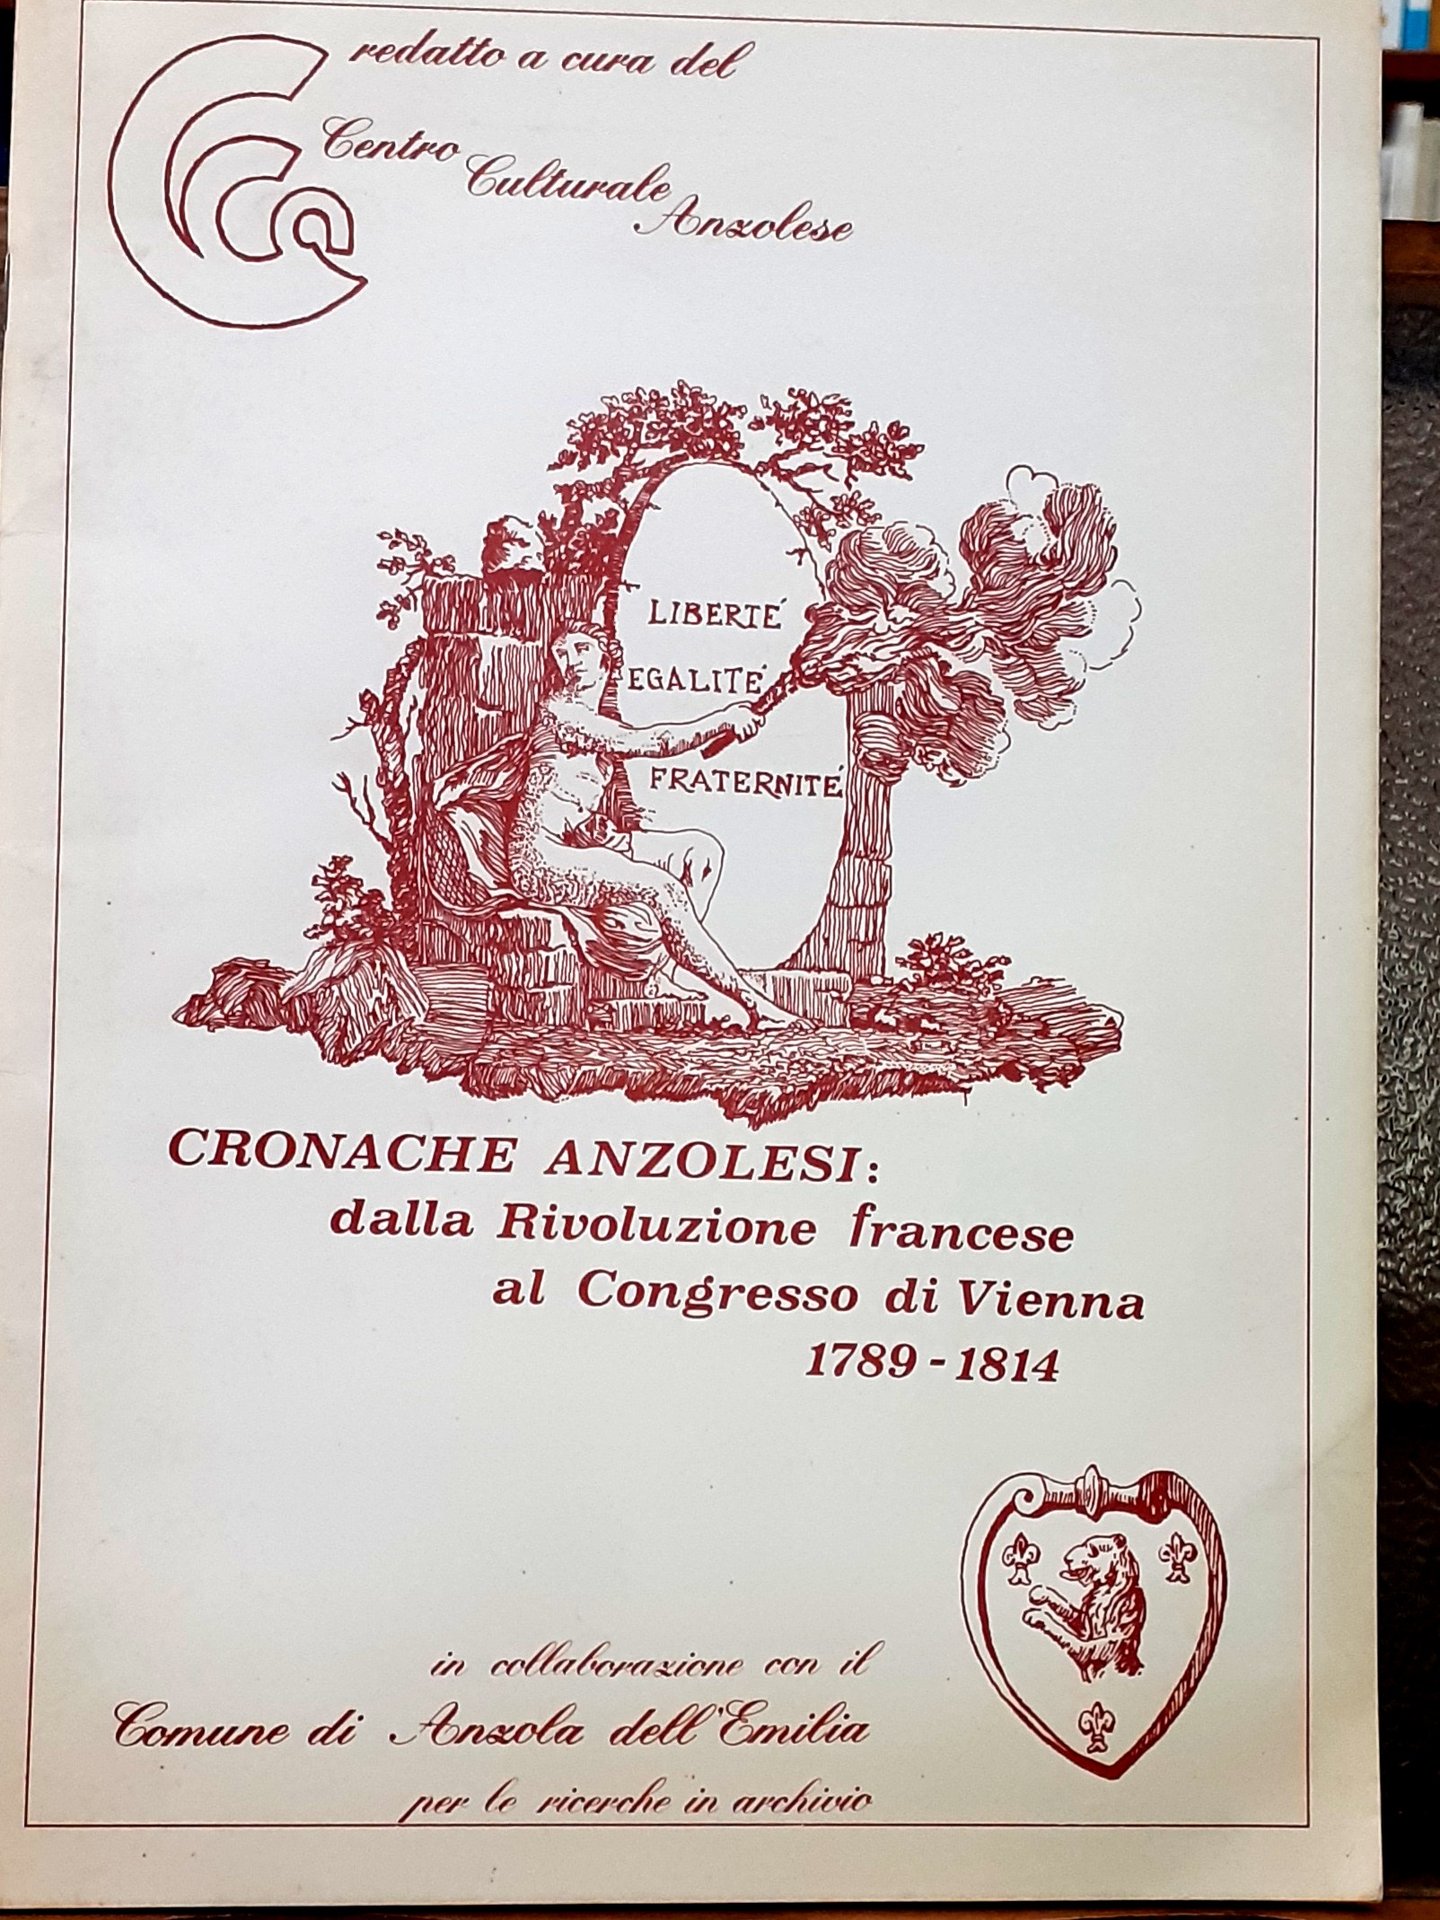 redatto a cura del
Centro
Culturale
Anzolese
LIBERTÉ
EGALITÉ
FRATERNITÉ
CRONACHE ANZOLESI:
dalla Rivoluzione francese
al Congresso di Vienna
1789 - 1814
in collaborazione con il
Comune di Anzola dell'Emilia
per le ricerche in archivio